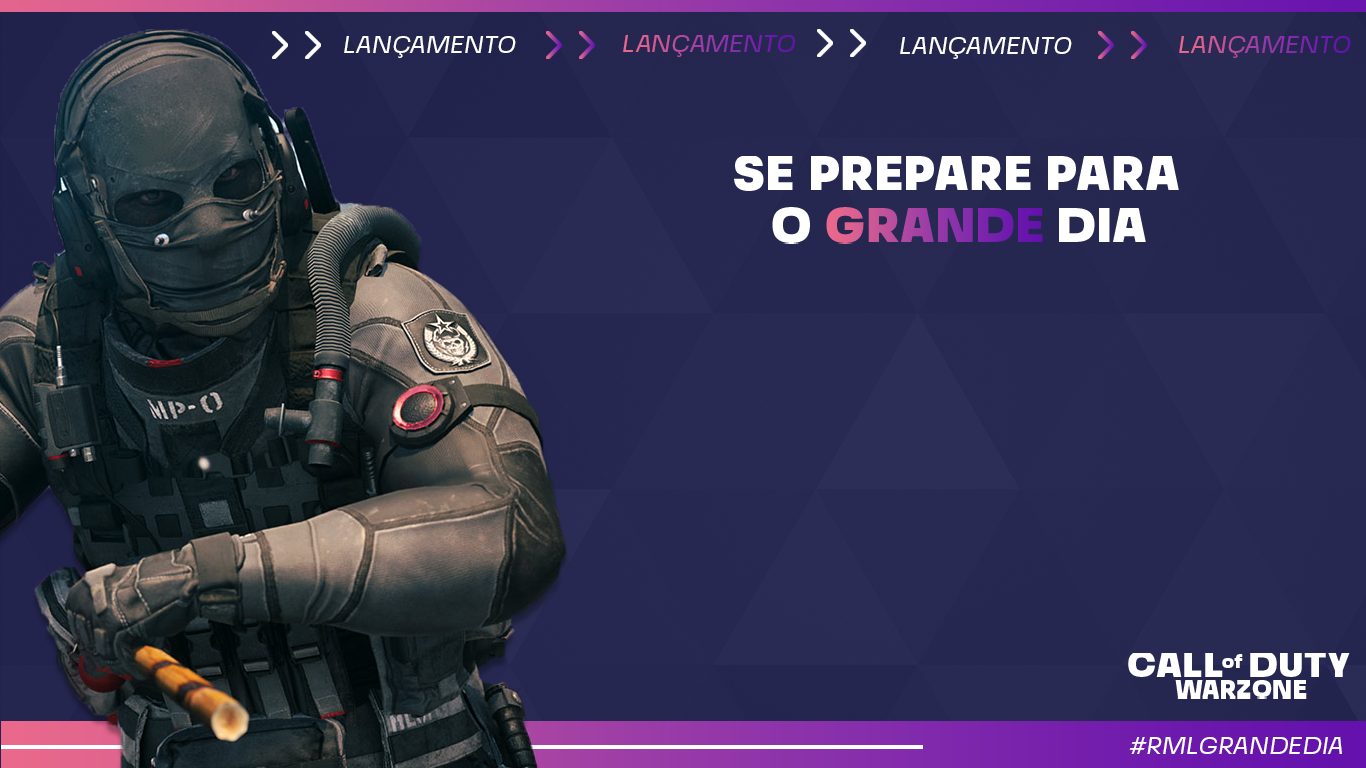 LANÇAMENTO LANÇAMENTO LANÇAMENTO LANÇAMENTO
SE PREPARE PARA
O GRANDE DIA
MP-O
CALL of DUTY
WARZONE
#RMLGRANDEDIA